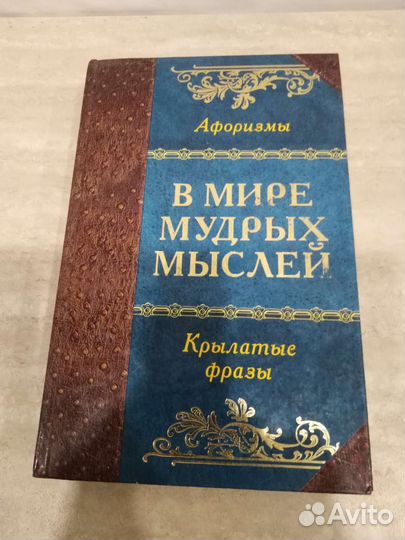 Афоризмы
В МИРЕ
МУДРЫХ
МЫСЛЕЙ
Крылатые
фразы
Avito